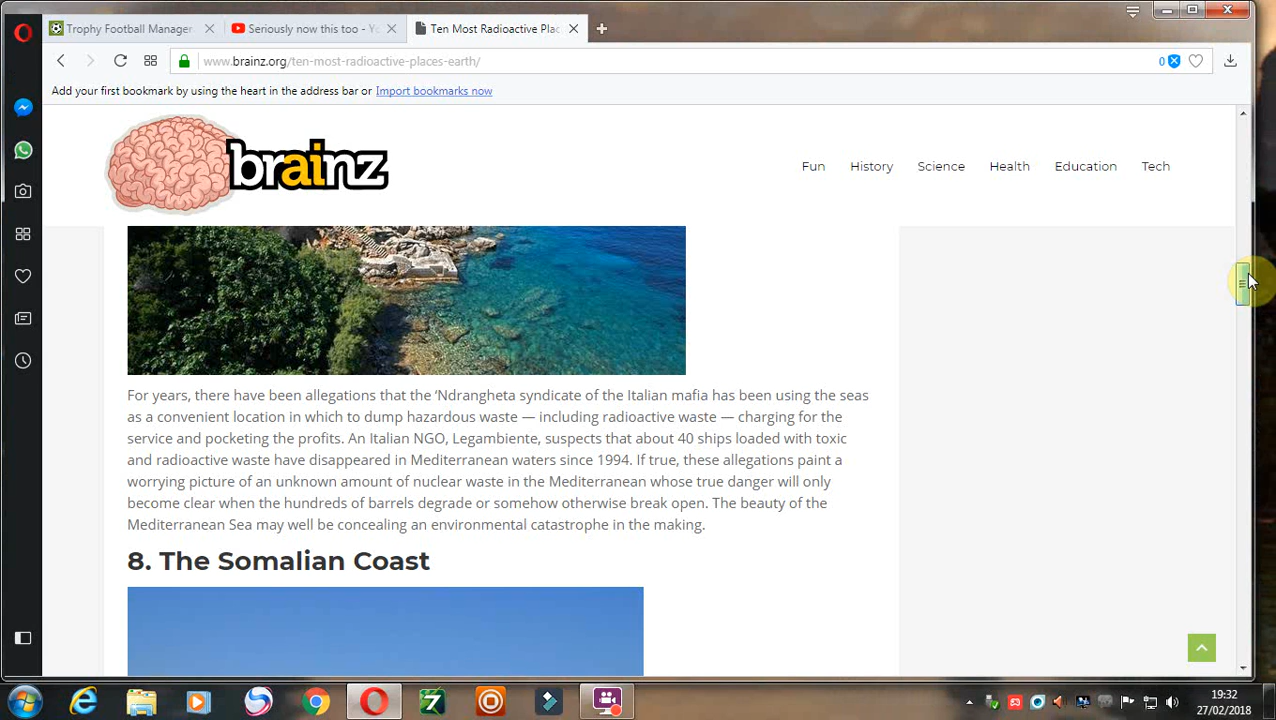 Trophy Football Manager
Seriously now this too - Yo
Ten Most Radioactive Plac
www.brainz.org/ten-most-radioactive-places-earth/
0
Add your first bookmark by using the heart in the address bar or Import bookmarks now
brainz
Fun History Science Health Education Tech
For years, there have been allegations that the ‘Ndrangheta syndicate of the Italian mafia has been using the seas
as a convenient location in which to dump hazardous waste — including radioactive waste — charging for the
service and pocketing the profits. An Italian NGO, Legambiente, suspects that about 40 ships loaded with toxic
and radioactive waste have disappeared in Mediterranean waters since 1994. If true, these allegations paint a
worrying picture of an unknown amount of nuclear waste in the Mediterranean whose true danger will only
become clear when the hundreds of barrels degrade or somehow otherwise break open. The beauty of the
Mediterranean Sea may well be concealing an environmental catastrophe in the making.
8. The Somalian Coast
19:32
27/02/2018